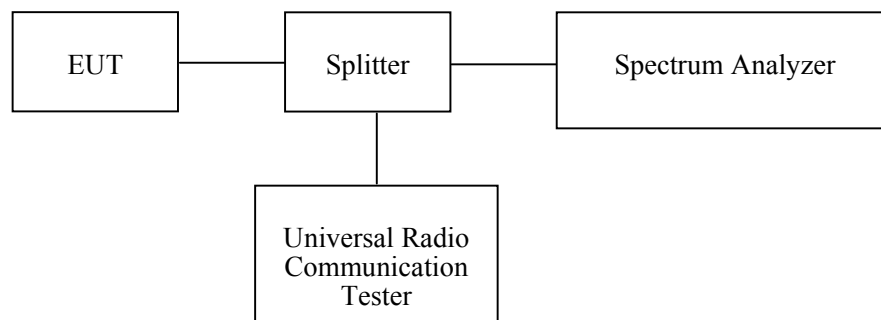 EUT
Splitter
Spectrum Analyzer
Universal Radio
Communication
Tester